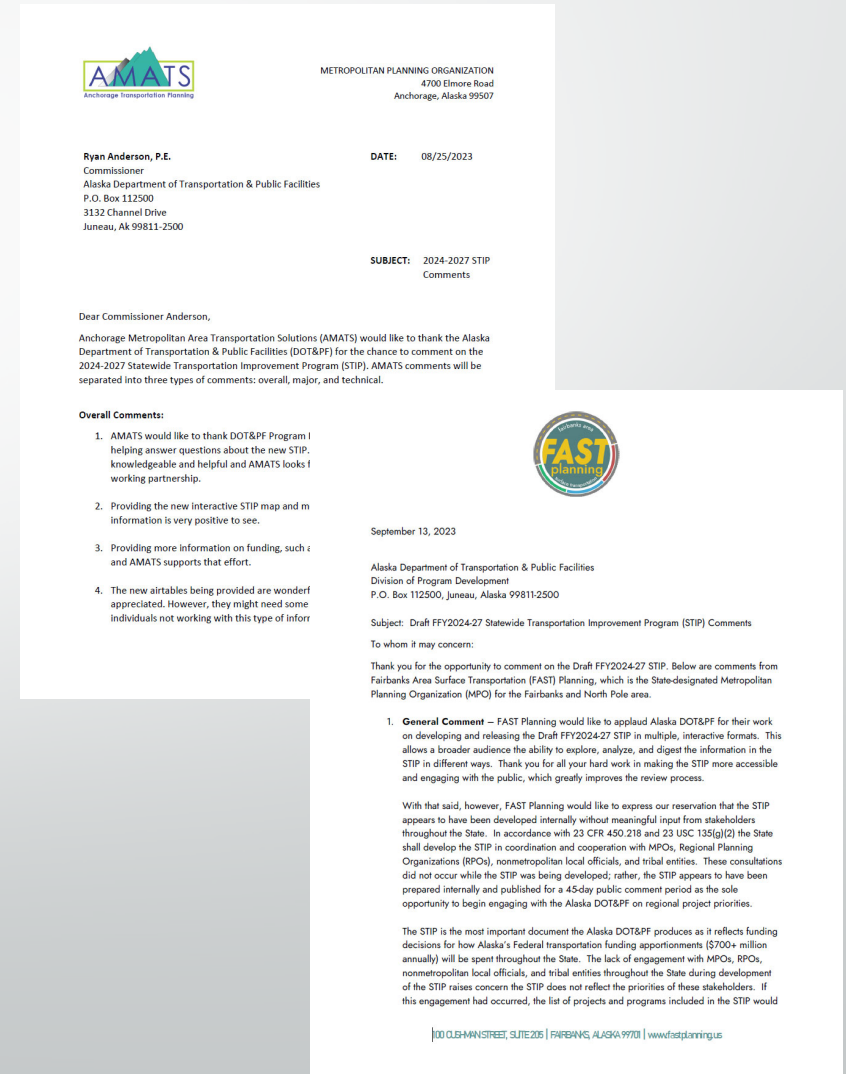 AMATS
Anchorage Transportation Planning
METROPOLITAN PLANNING ORGANIZATION
4700 Elmore Road
Anchorage, Alaska 99507
Ryan Anderson, P.E.
Commissioner
Alaska Department of Transportation & Public Facilities
P.O. Box 112500
3132 Channel Drive
Juneau, Ak 99811-2500
DATE: 08/25/2023
SUBJECT: 2024-2027 STIP
Comments
Dear Commissioner Anderson,
Anchorage Metropolitan Area Transportation Solutions (AMATS) would like to thank the Alaska
Department of Transportation & Public Facilities (DOT&PF) for the chance to comment on the
2024-2027 Statewide Transportation Improvement Program (STIP). AMATS comments will be
separated into three types of comments: overall, major, and technical.
Overall Comments:
1. AMATS would like to thank DOT&PF Program
helping answer questions about the new STIP.
knowledgeable and helpful and AMATS looks
working partnership.
2. Providing the new interactive STIP map and
information is very positive to see.
3. Providing more information on funding, such
and AMATS supports that effort.
4. The new airtables being provided are
appreciated. However, they might need some
individuals not working with this type of
fairbanks area
FAST
planning
surface transportation
September 13, 2023
Alaska Department of Transportation & Public Facilities
Division of Program Development
P.O. Box 112500, Juneau, Alaska 99811-2500
Subject: Draft FFY2024-27 Statewide Transportation Improvement Program (STIP) Comments
To whom it may concern:
Thank you for the opportunity to comment on the Draft FFY2024-27 STIP. Below are comments from
Fairbanks Area Surface Transportation (FAST) Planning, which is the State-designated Metropolitan
Planning Organization (MPO) for the Fairbanks and North Pole area.
1. General Comment – FAST Planning would like to applaud Alaska DOT&PF for their work
on developing and releasing the Draft FFY2024-27 STIP in multiple, interactive formats. This
allows a broader audience the ability to explore, analyze, and digest the information in the
STIP in different ways. Thank you for all your hard work in making the STIP more accessible
and engaging with the public, which greatly improves the review process.
With that said, however, FAST Planning would like to express our reservation that the STIP
appears to have been developed internally without meaningful input from stakeholders
throughout the State. In accordance with 23 CFR 450.218 and 23 USC 135(g)(2) the State
shall develop the STIP in coordination and cooperation with MPOs, Regional Planning
Organizations (RPOs), nonmetropolitan local officials, and tribal entities. These consultations
did not occur while the STIP was being developed; rather, the STIP appears to have been
prepared internally and published for a 45-day public comment period as the sole
opportunity to begin engaging with the Alaska DOT&PF on regional project priorities.
The STIP is the most important document the Alaska DOT&PF produces as it reflects funding
decisions for how Alaska's Federal transportation funding apportionments ($700+ million
annually) will be spent throughout the State. The lack of engagement with MPOs, RPOs,
nonmetropolitan local officials, and tribal entities throughout the State during development
of the STIP raises concern the STIP does not reflect the priorities of these stakeholders. If
this engagement had occurred, the list of projects and programs included in the STIP would
100 CUSHMAN STREET, SUITE 205 | FAIRBANKS, ALASKA 99701 | www.fastplanning.us